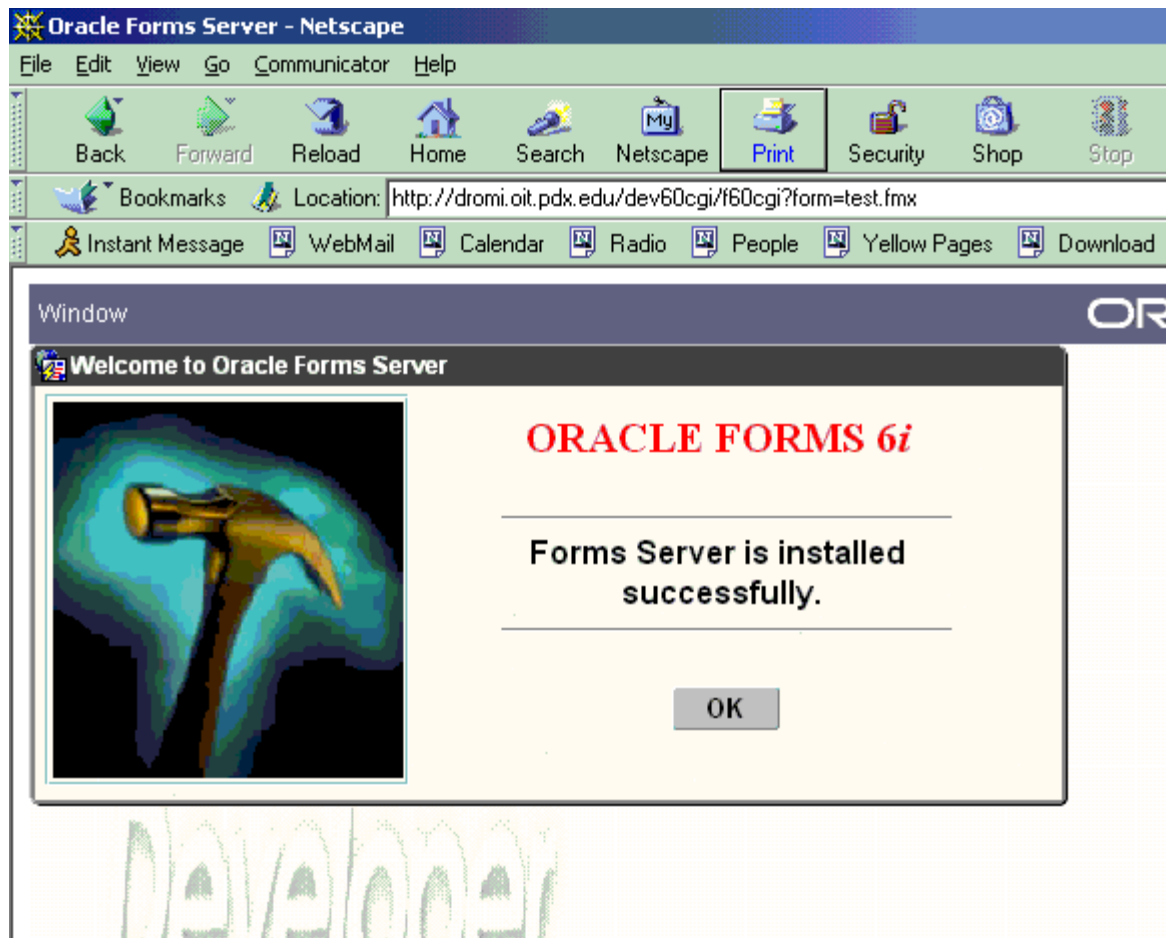 Oracle Forms Server - Netscape
File Edit View Go Communicator Help
Back Forward Reload Home Search My Netscape Print Security Shop Stop
Bookmarks Location: http://dromi.oit.pdx.edu/dev60cgi/f60cgi?form=test.fmx
Instant Message N WebMail N Calendar N Radio N People N Yellow Pages N Download
Window OR
Welcome to Oracle Forms Server
ORACLE FORMS 6i
Forms Server is installed
successfully.
OK
Developer